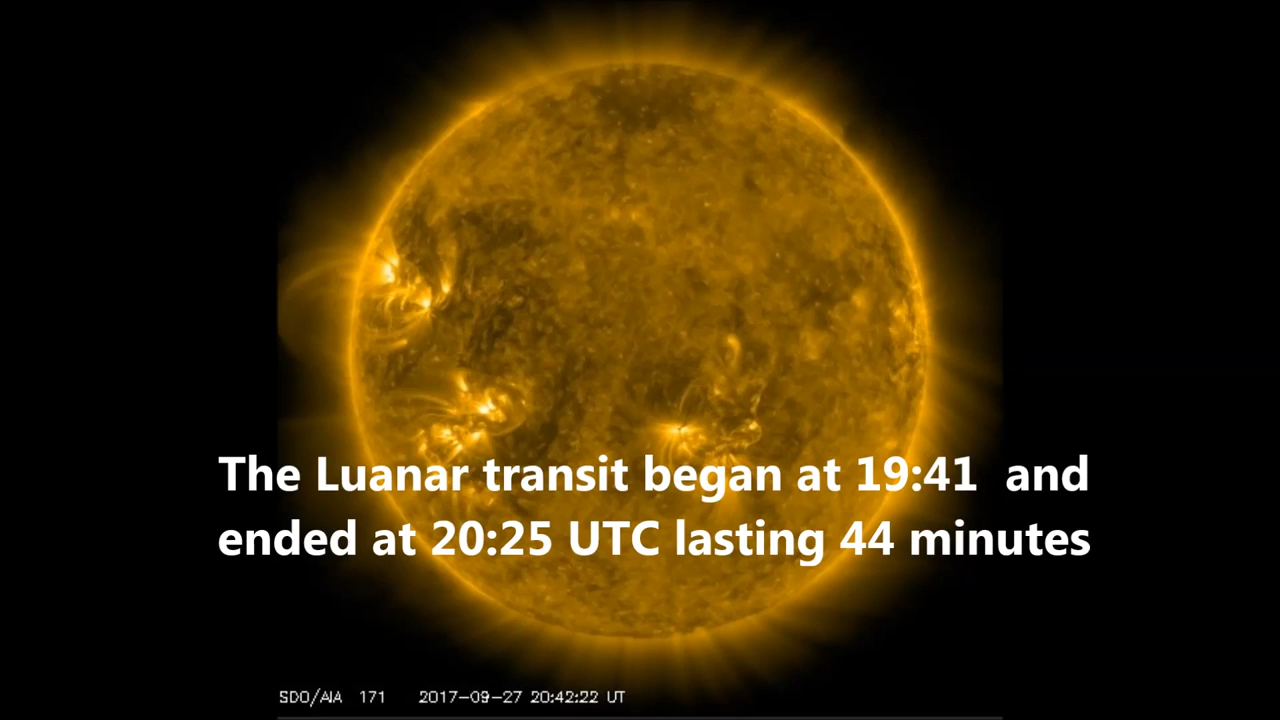 The Luanar transit began at 19:41  and
ended at 20:25 UTC lasting 44 minutes
SDO/AIA  171  2017-09-27 20:42:22 UT